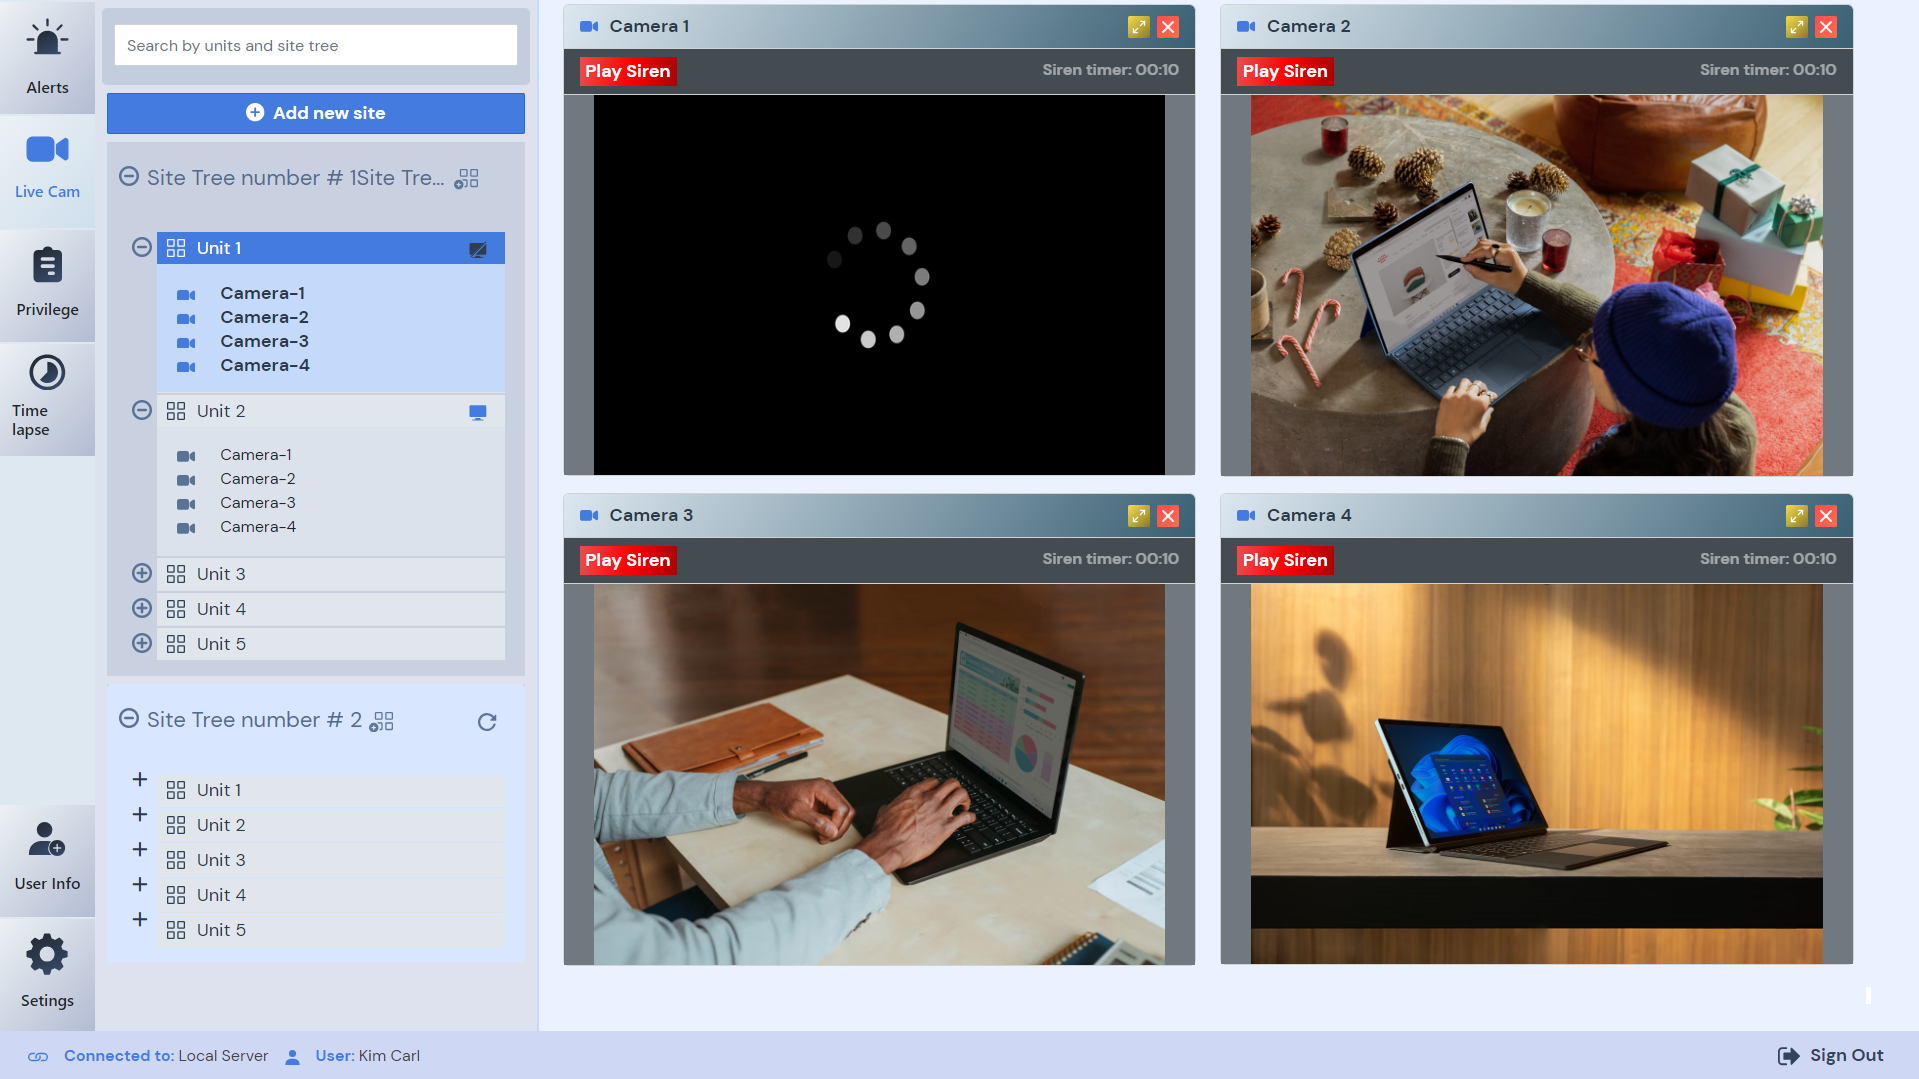 Alerts
Live Cam
Privilege
Time
lapse
User Info
Setings
Search by units and site tree
Add new site
Site Tree number # 1Site Tre...
Unit 1
Camera-1
Camera-2
Camera-3
Camera-4
Unit 2
Camera-1
Camera-2
Camera-3
Camera-4
Unit 3
Unit 4
Unit 5
Site Tree number # 2
Unit 1
Unit 2
Unit 3
Unit 4
Unit 5
Camera 1
Play Siren
Siren timer: 00:10
Camera 2
Play Siren
Siren timer: 00:10
Camera 3
Play Siren
Siren timer: 00:10
Camera 4
Play Siren
Siren timer: 00:10
Connected to: Local Server
User: Kim Carl
Sign Out